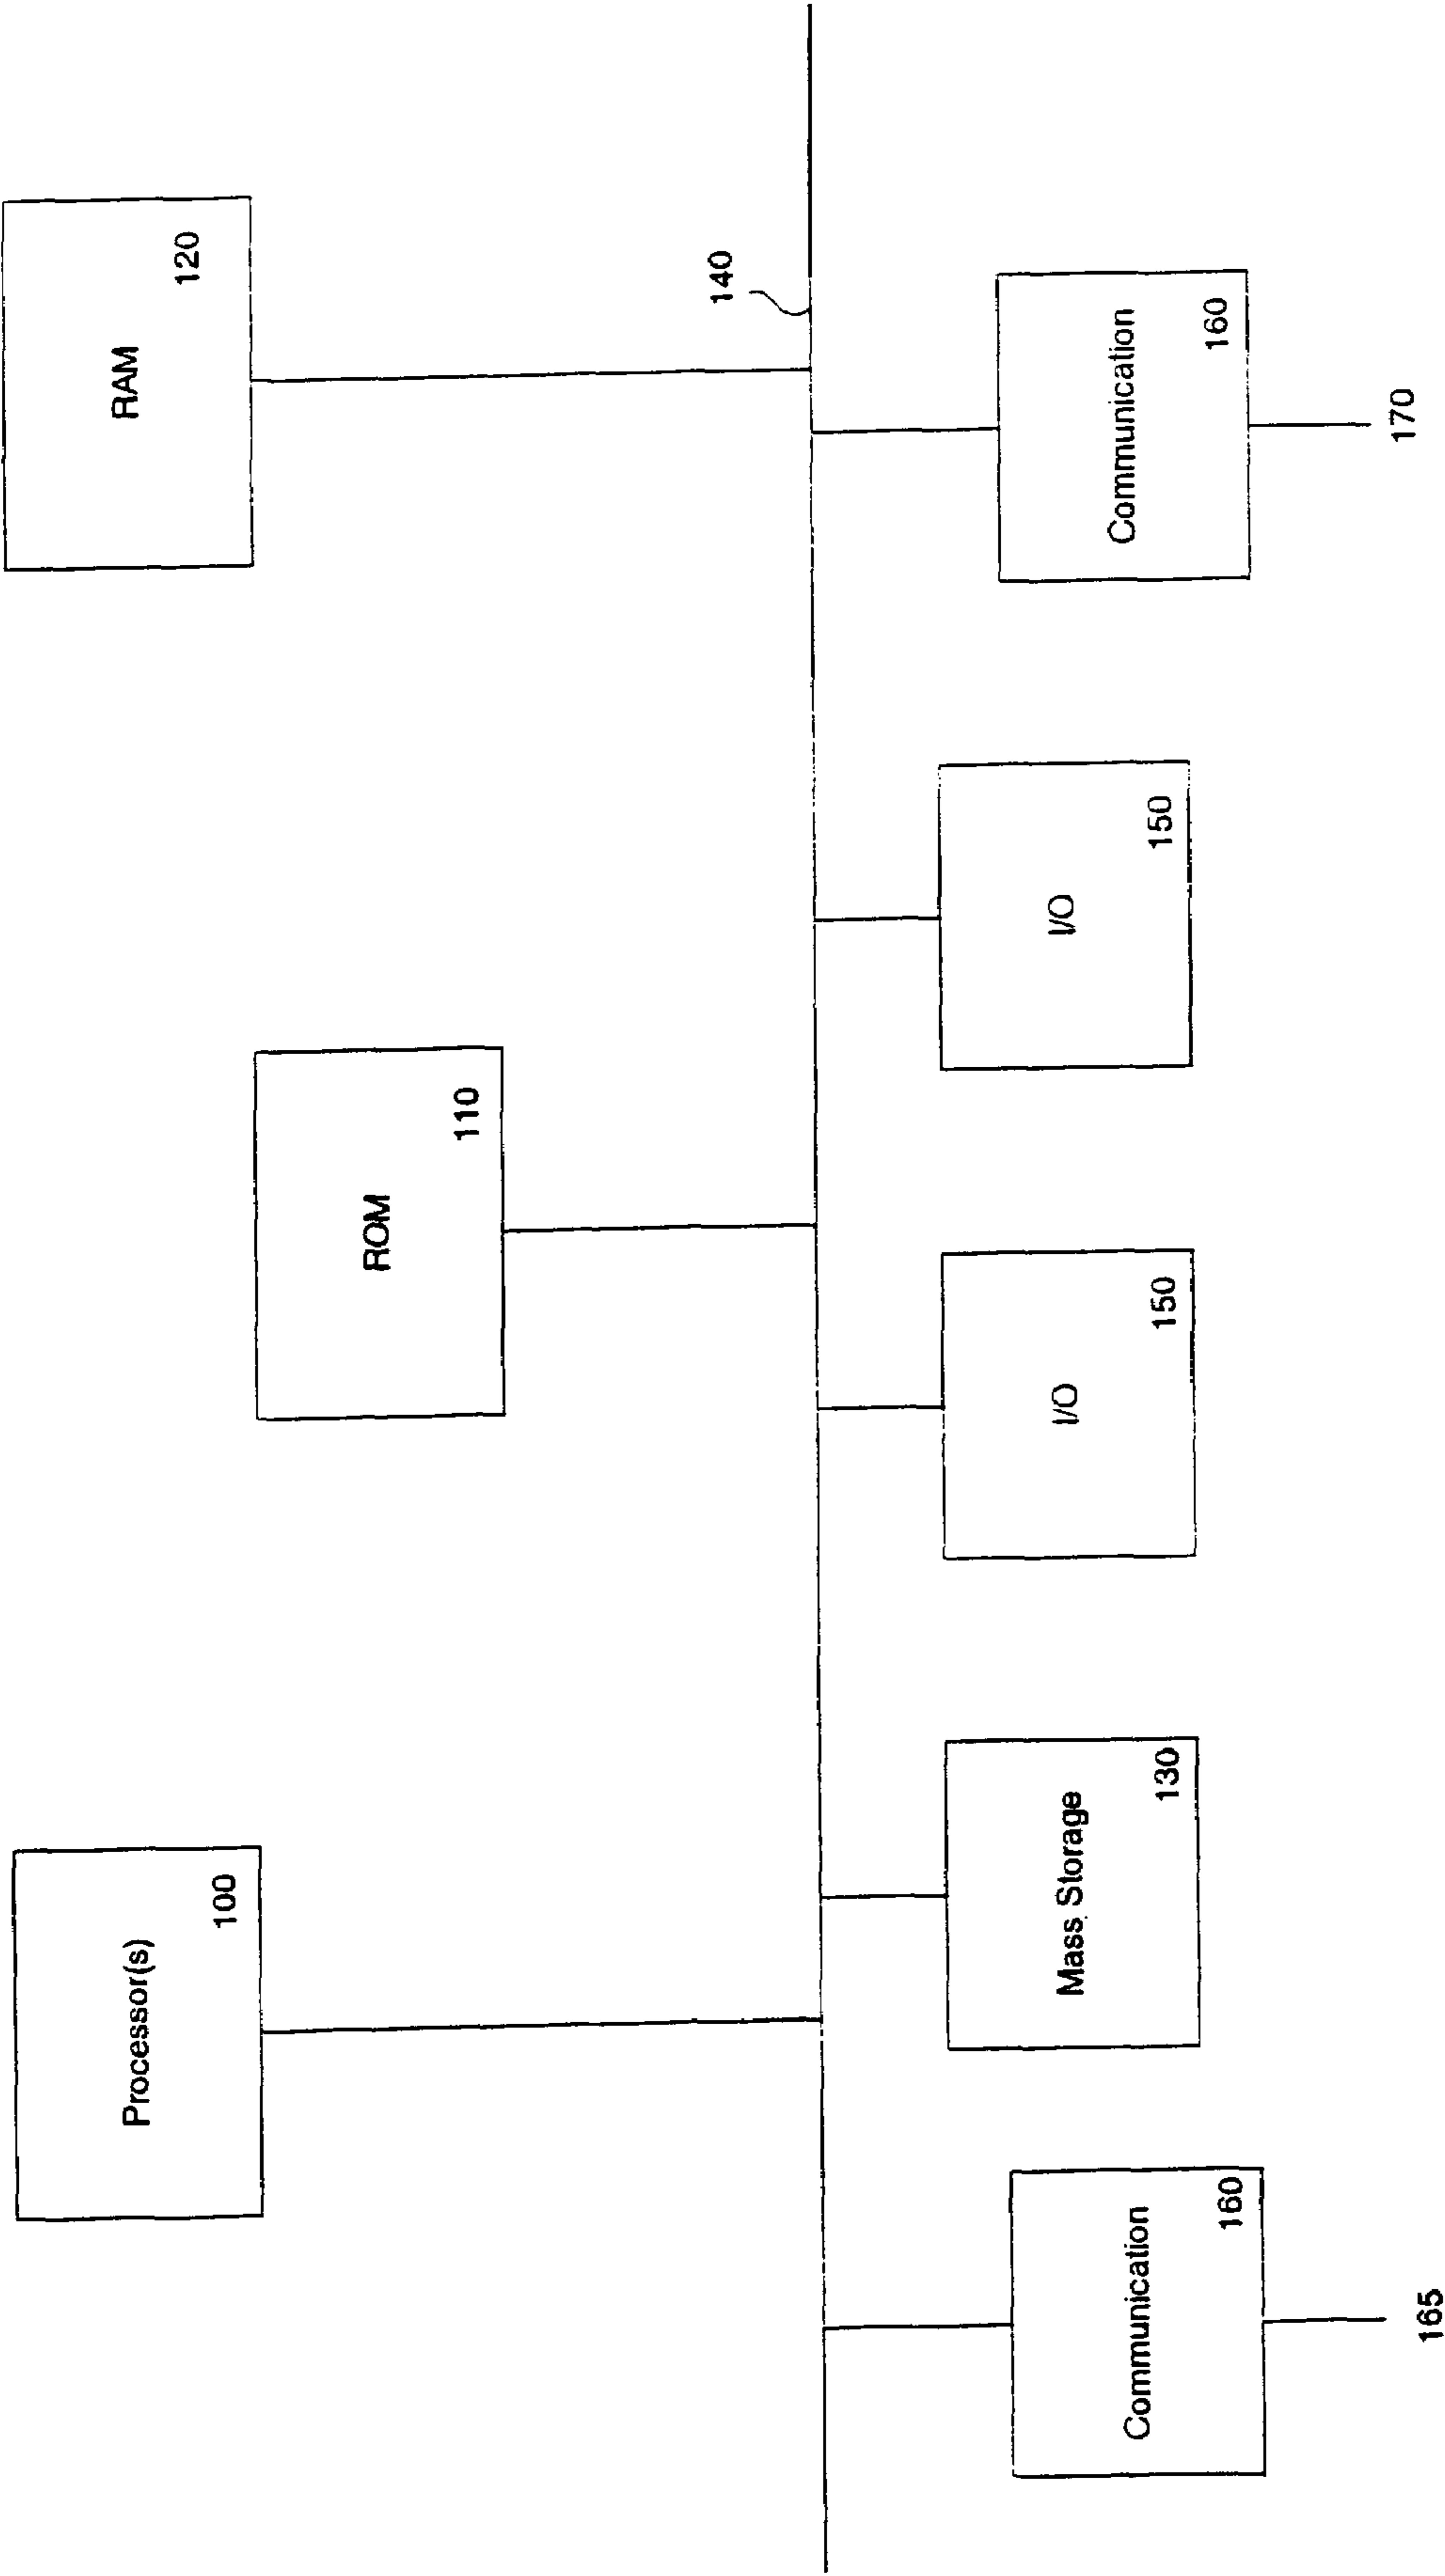 Processor(s)
100
ROM
110
RAM
120
140
Communication
160
165
Mass Storage
130
I/O
150
I/O
150
Communication
160
170